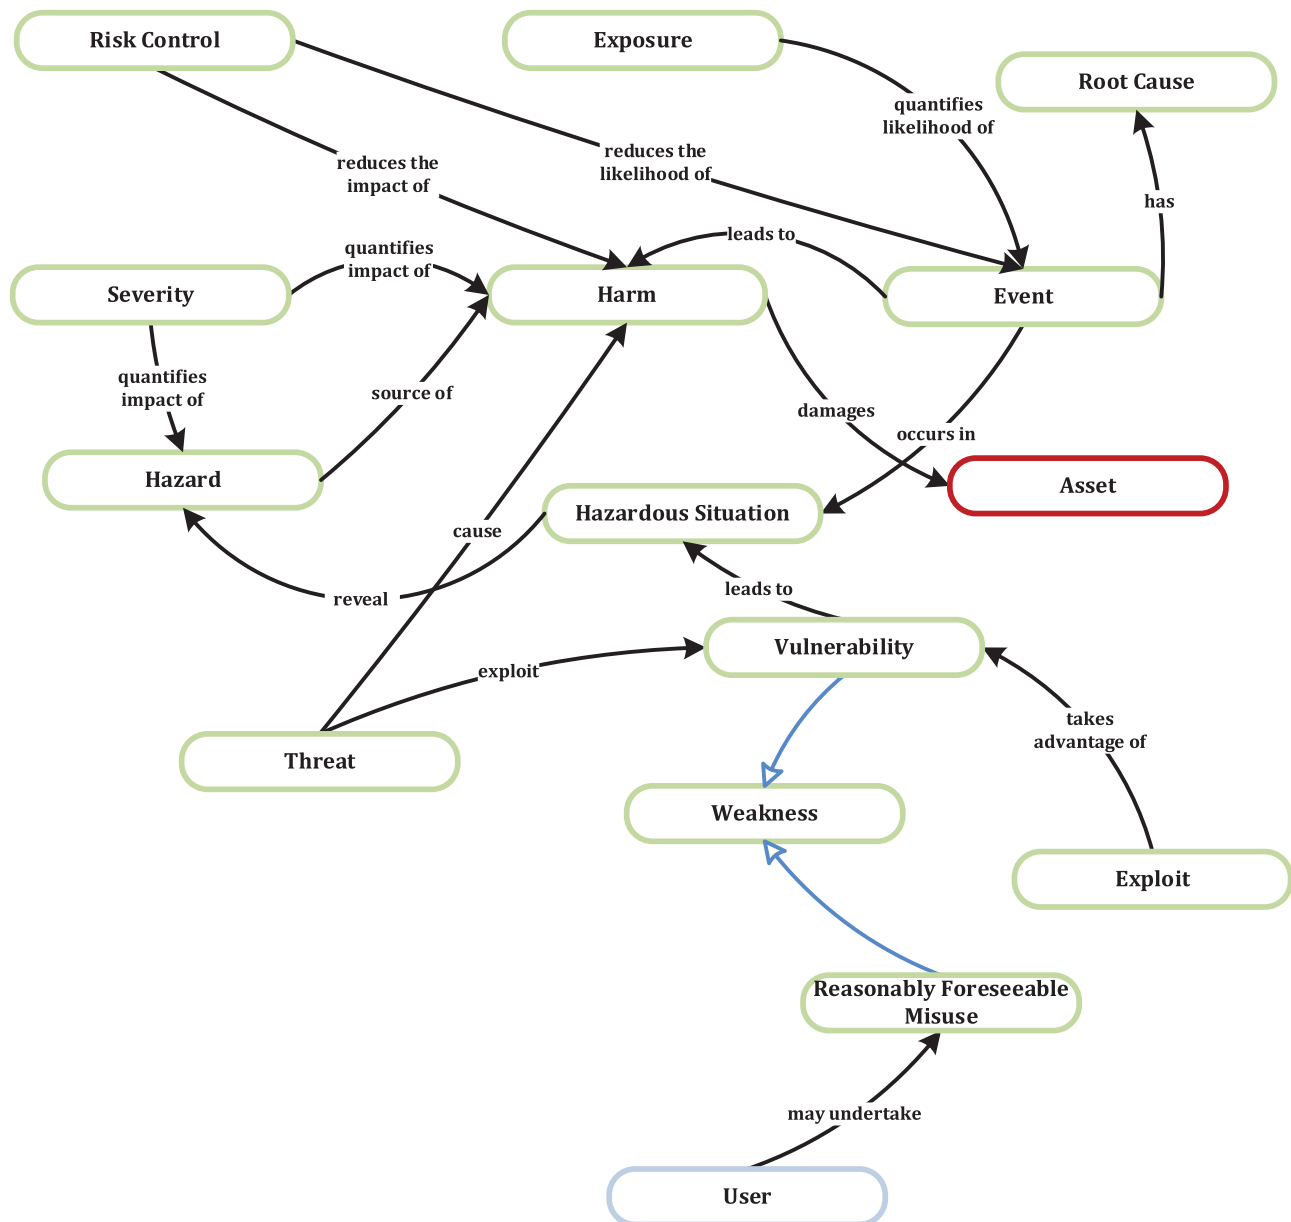 Risk Control
Exposure
Root Cause
quantifies
likelihood of
reduces the
impact of
reduces the
likelihood of
has
leads to
quantifies
impact of
Severity
Harm
Event
quantifies
impact of
source of
damages
occurs in
Hazard
Asset
Hazardous Situation
cause
reveal
leads to
Vulnerability
exploit
takes
advantage of
Threat
Weakness
Exploit
Reasonably Foreseeable
Misuse
may undertake
User